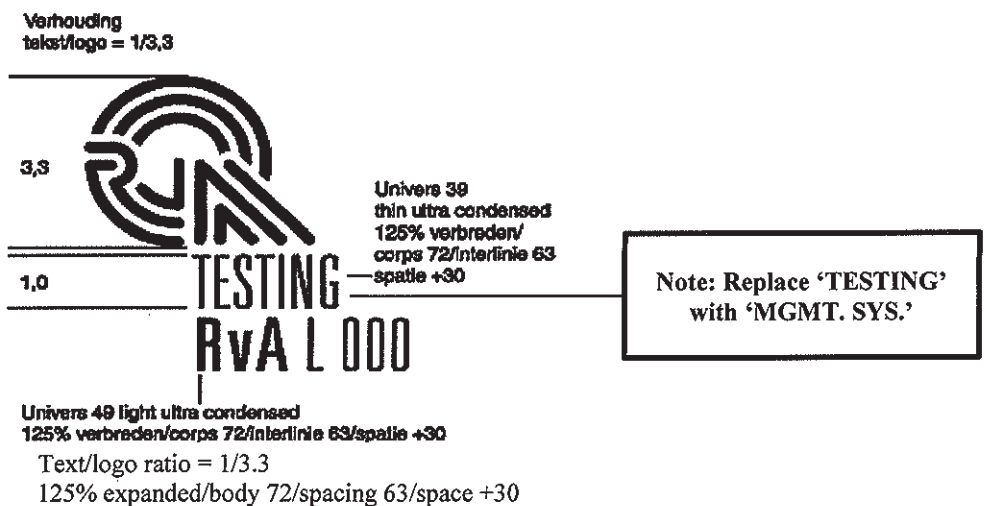 Verhouding
tekst/logo = 1/3,3
3,3
Univers 39
thin ultra condensed
125% verbreden/
corps 72/interlinie 63
spatie +30
1,0
TESTING
RvA L 000
Note: Replace ‘TESTING’
with ‘MGMT. SYS.’
Univers 49 light ultra condensed
125% verbreden/corps 72/interlinie 63/spatie +30
Text/logo ratio = 1/3.3
125% expanded/body 72/spacing 63/space +30